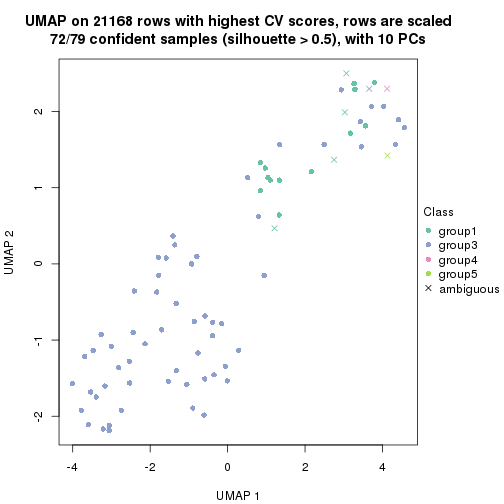 UMAP on 21168 rows with highest CV scores, rows are scaled
72/79 confident samples (silhouette > 0.5), with 10 PCs
UMAP 2
2
1
0
-1
-2
-4
-2
0
2
4
UMAP 1
Class
group1
group3
group4
group5
ambiguous